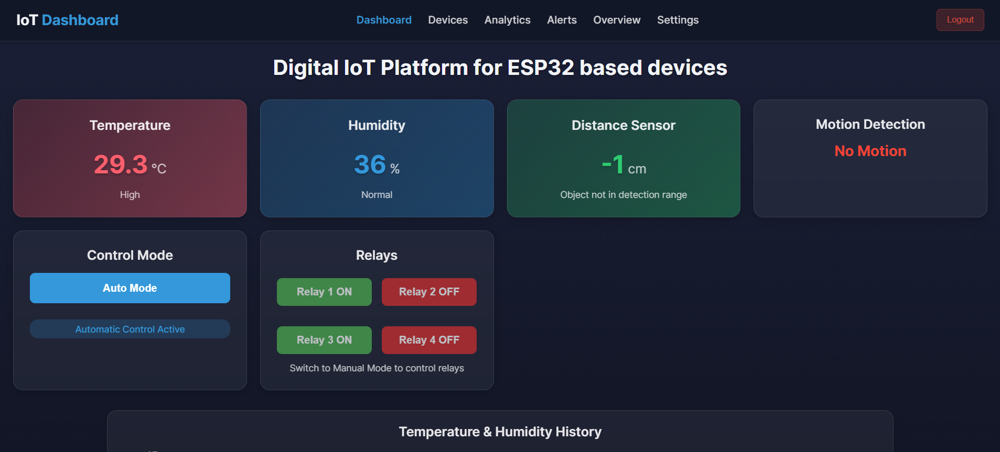 IoT Dashboard
Dashboard Devices Analytics Alerts Overview Settings
Logout
Digital IoT Platform for ESP32 based devices
Temperature
29.3 °C
High
Humidity
36 %
Normal
Distance Sensor
-1 cm
Object not in detection range
Motion Detection
No Motion
Control Mode
Auto Mode
Automatic Control Active
Relays
Relay 1 ON
Relay 2 OFF
Relay 3 ON
Relay 4 OFF
Switch to Manual Mode to control relays
Temperature & Humidity History